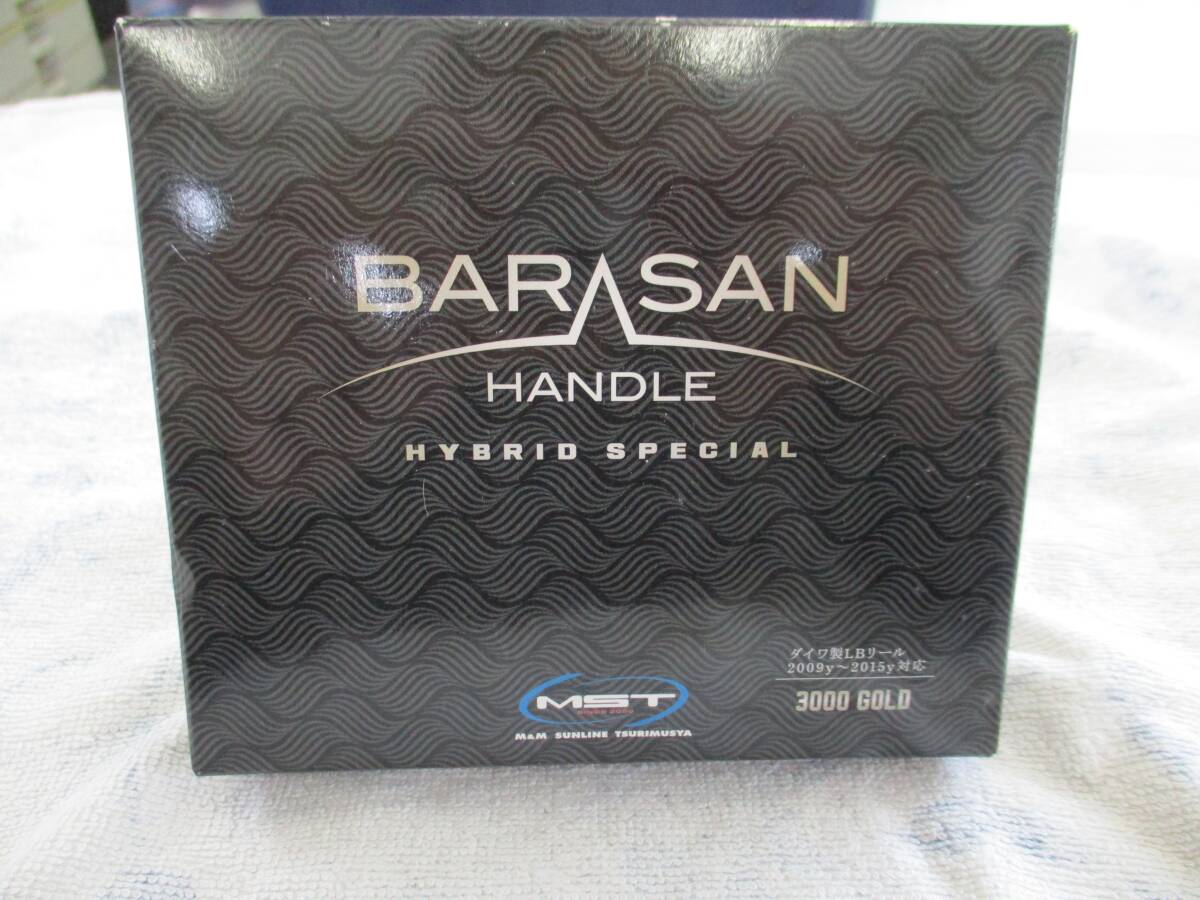 BARASAN
HANDLE
HYBRID SPECIAL
ダイワ製LBリール
2009y～2015y対応
3000 GOLD
MST
M&M SUNLINE TSURIMUSYA